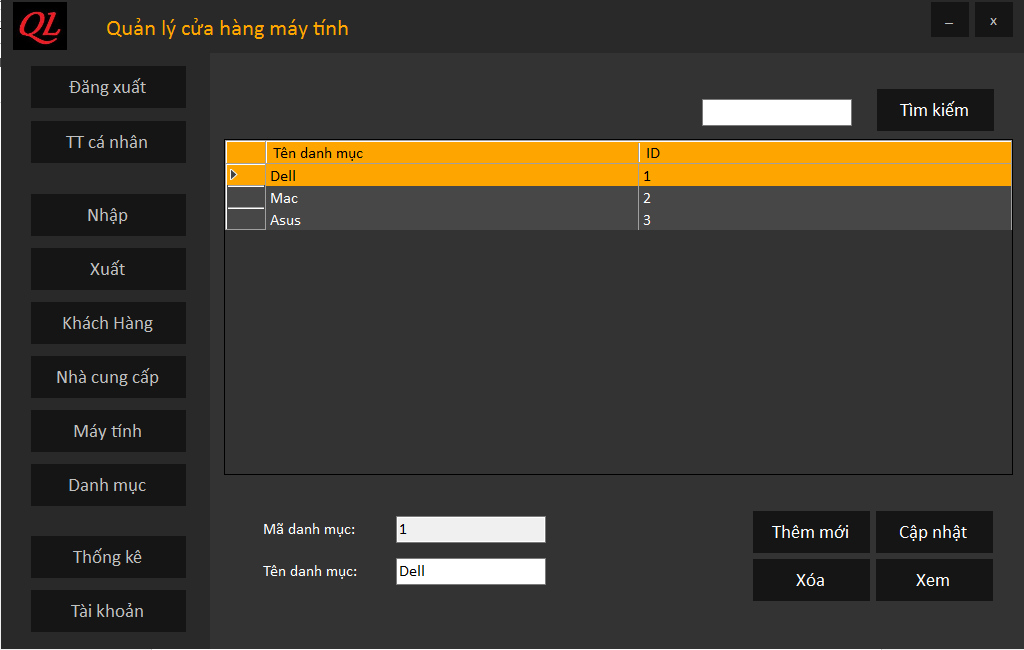 QL
Quản lý cửa hàng máy tính
_ x
Đăng xuất
TT cá nhân
Nhập
Xuất
Khách Hàng
Nhà cung cấp
Máy tính
Danh mục
Thống kê
Tài khoản
Tìm kiếm
Tên danh mục ID
Dell 1
Mac 2
Asus 3
Mã danh mục: 1
Tên danh mục: Dell
Thêm mới Cập nhật
Xóa Xem